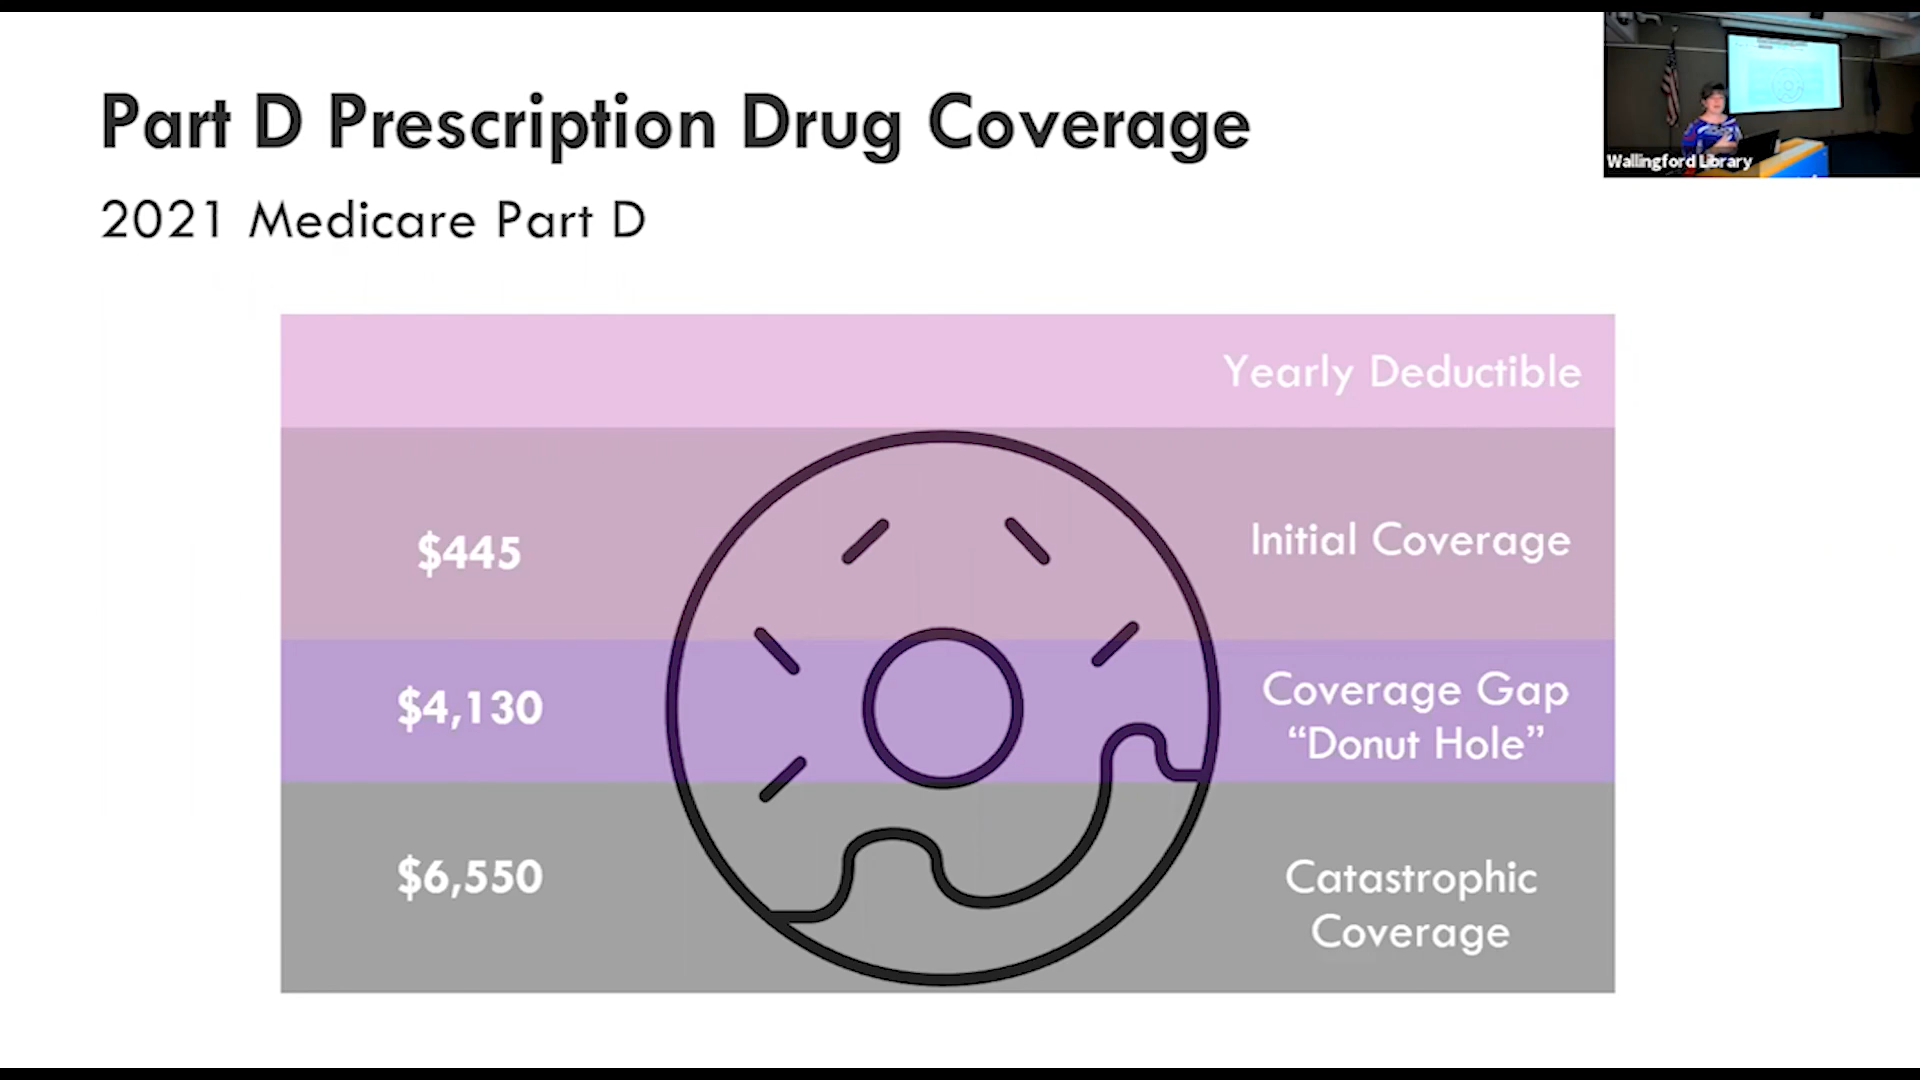 Part D Prescription Drug Coverage
2021 Medicare Part D
Wallingford Library
Yearly Deductible
$445
Initial Coverage
$4,130
Coverage Gap
“Donut Hole”
$6,550
Catastrophic
Coverage